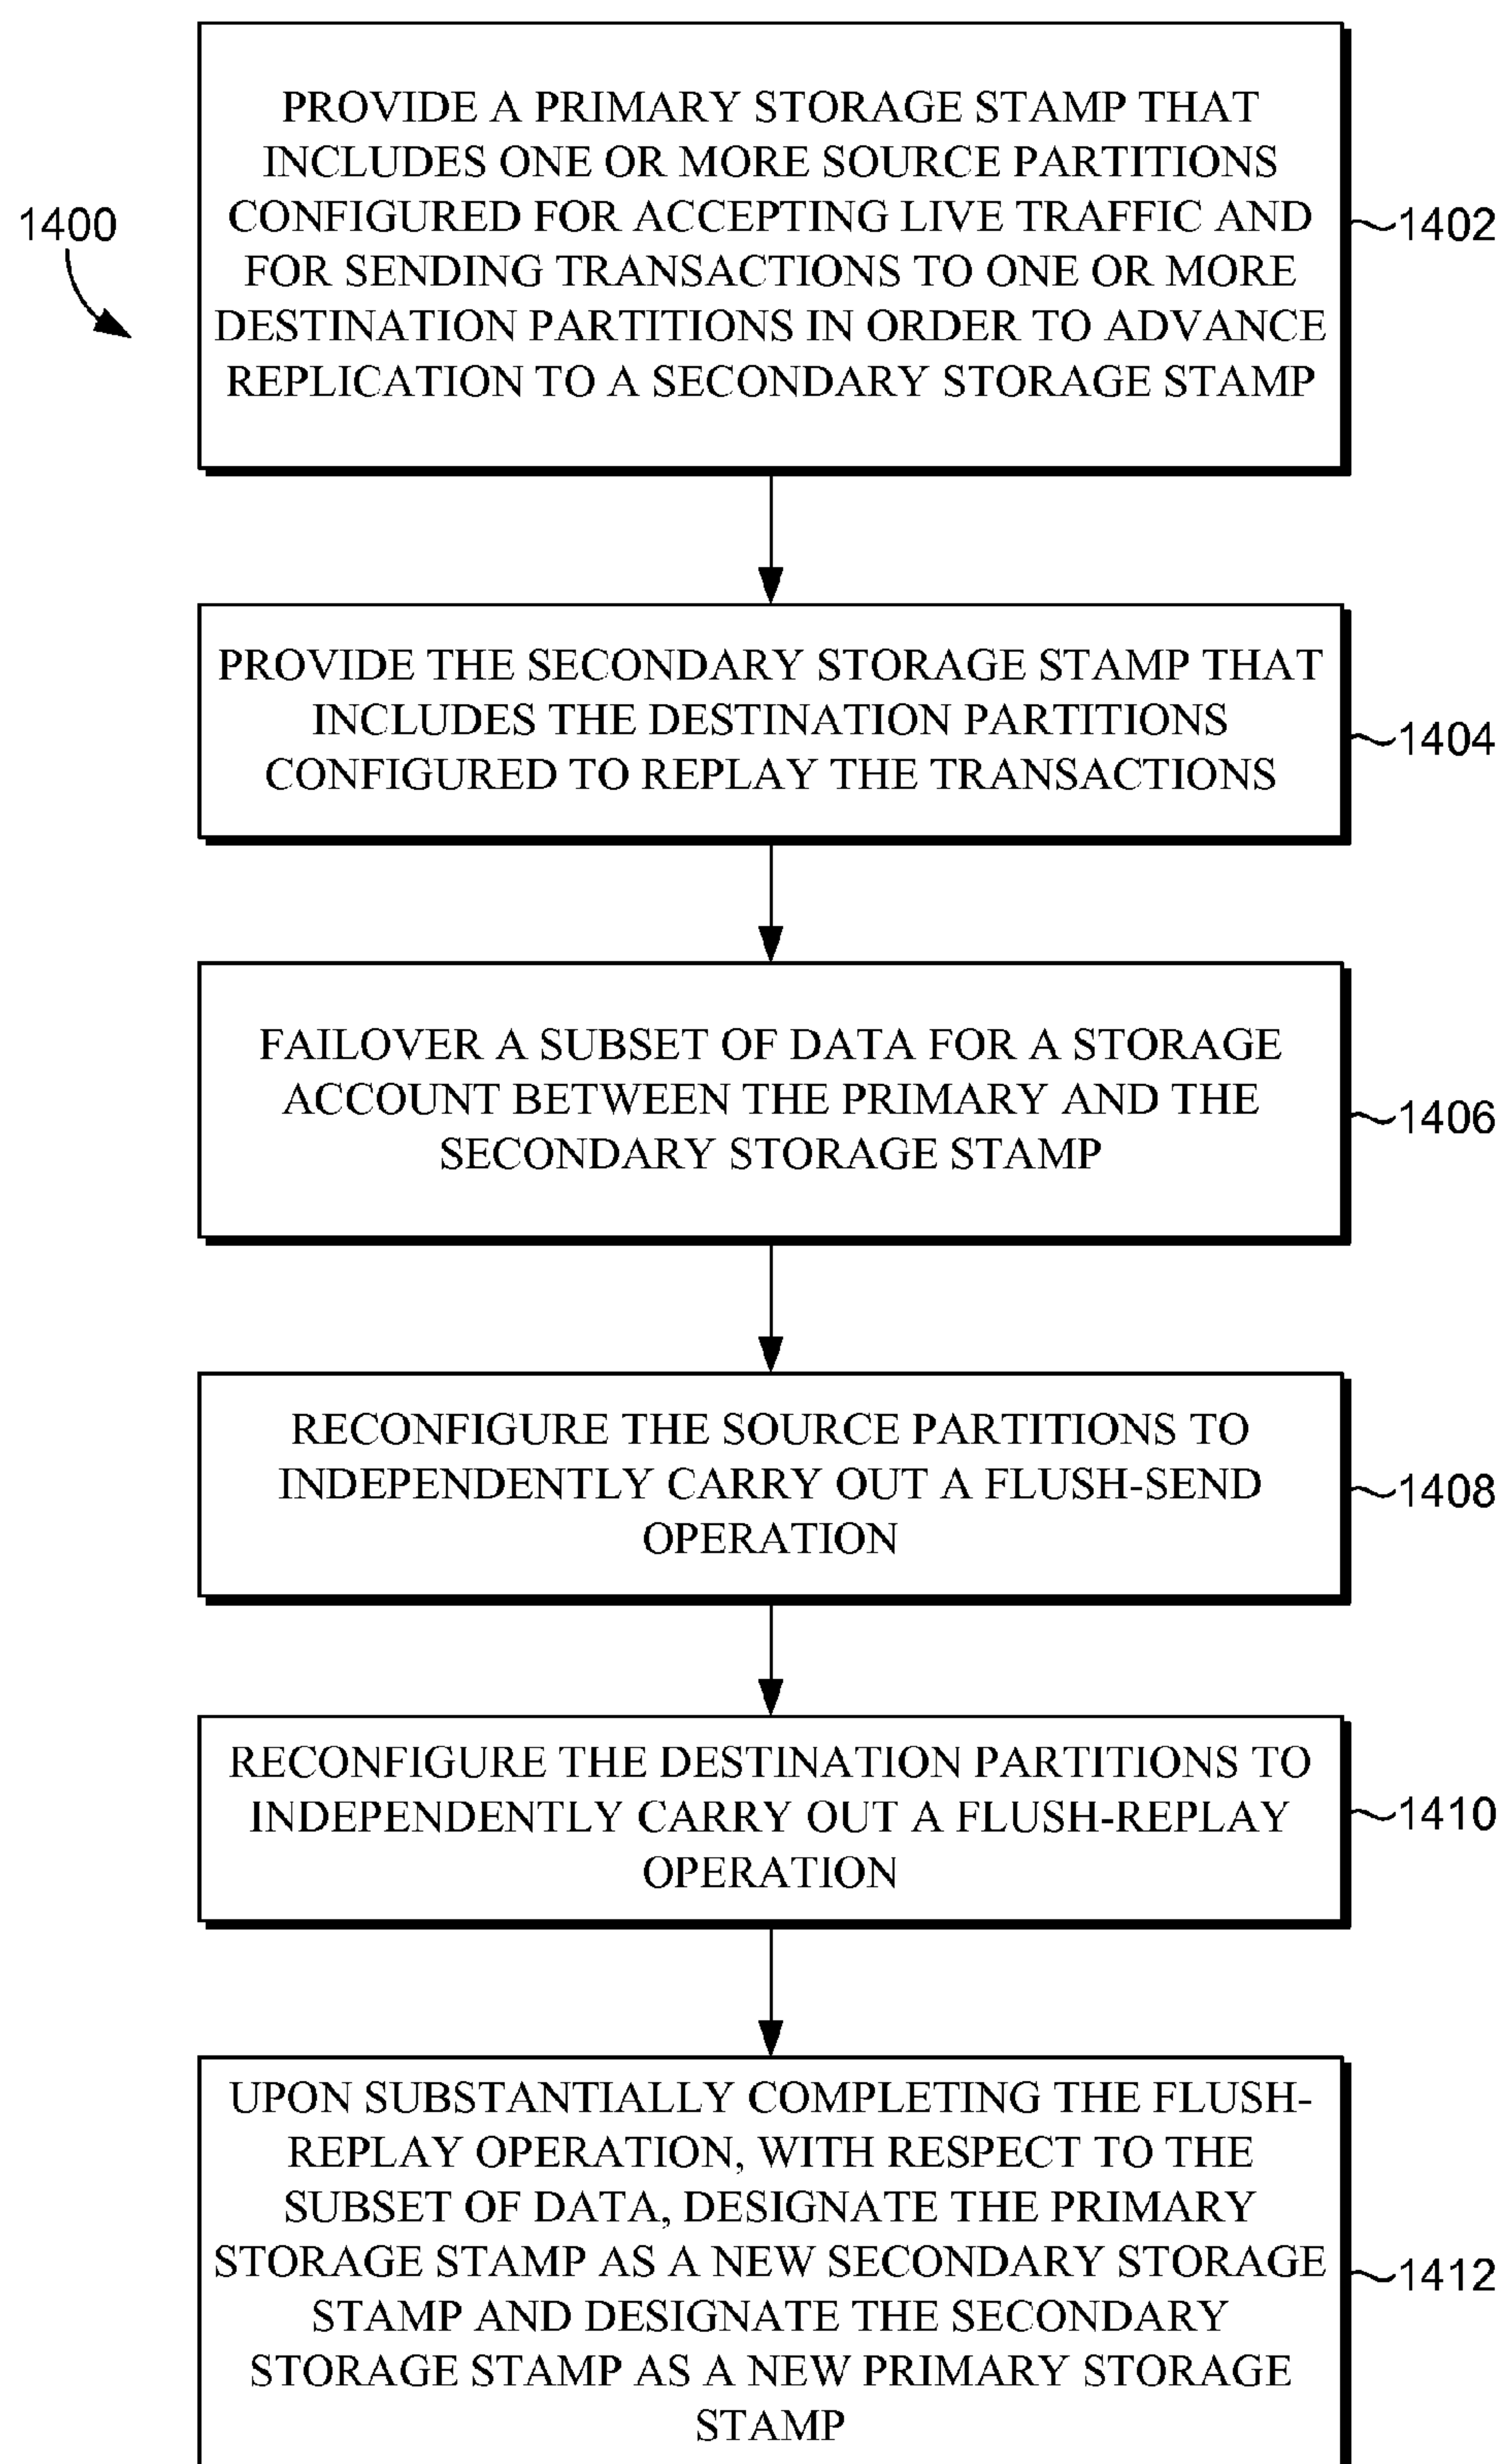 1400
PROVIDE A PRIMARY STORAGE STAMP THAT
INCLUDES ONE OR MORE SOURCE PARTITIONS
CONFIGURED FOR ACCEPTING LIVE TRAFFIC AND
FOR SENDING TRANSACTIONS TO ONE OR MORE
DESTINATION PARTITIONS IN ORDER TO ADVANCE
REPLICATION TO A SECONDARY STORAGE STAMP
1402
PROVIDE THE SECONDARY STORAGE STAMP THAT
INCLUDES THE DESTINATION PARTITIONS
CONFIGURED TO REPLAY THE TRANSACTIONS
1404
FAILOVER A SUBSET OF DATA FOR A STORAGE
ACCOUNT BETWEEN THE PRIMARY AND THE
SECONDARY STORAGE STAMP
1406
RECONFIGURE THE SOURCE PARTITIONS TO
INDEPENDENTLY CARRY OUT A FLUSH-SEND
OPERATION
1408
RECONFIGURE THE DESTINATION PARTITIONS TO
INDEPENDENTLY CARRY OUT A FLUSH-REPLAY
OPERATION
1410
UPON SUBSTANTIALLY COMPLETING THE FLUSH-
REPLAY OPERATION, WITH RESPECT TO THE
SUBSET OF DATA, DESIGNATE THE PRIMARY
STORAGE STAMP AS A NEW SECONDARY STORAGE
STAMP AND DESIGNATE THE SECONDARY
STORAGE STAMP AS A NEW PRIMARY STORAGE
STAMP
1412